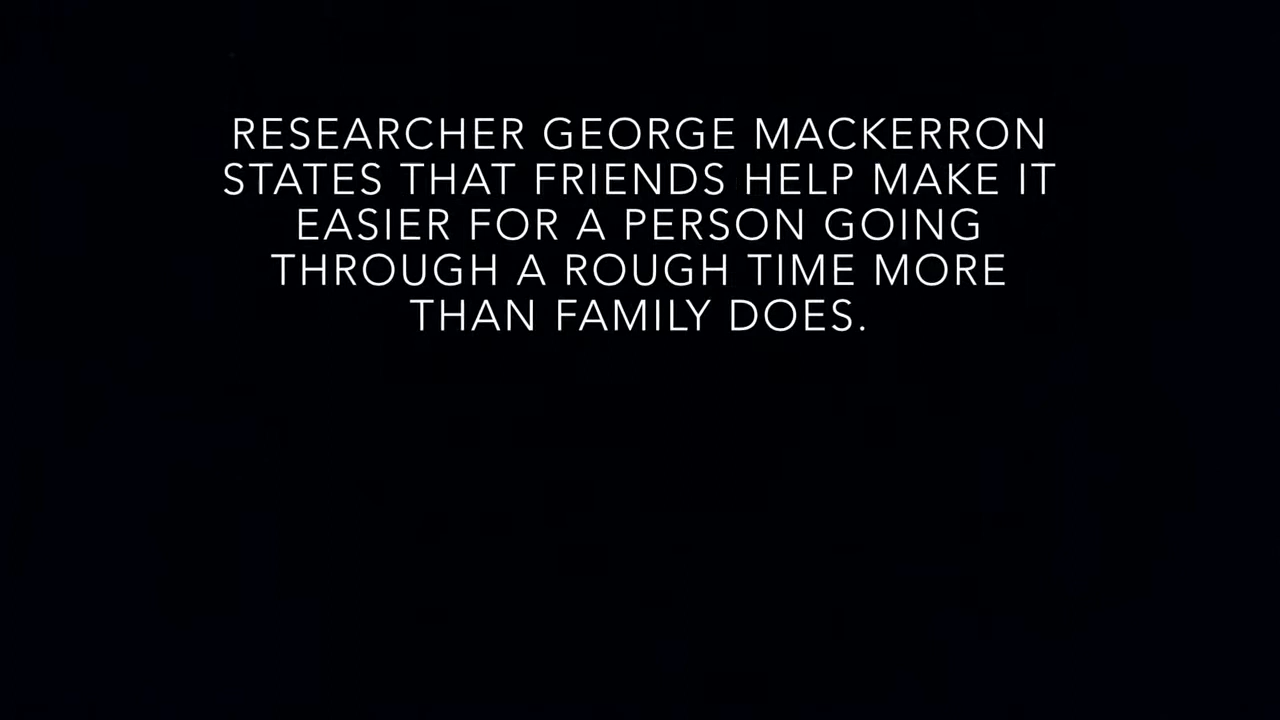 RESEARCHER GEORGE MACKERRON
STATES THAT FRIENDS HELP MAKE IT
EASIER FOR A PERSON GOING
THROUGH A ROUGH TIME MORE
THAN FAMILY DOES.